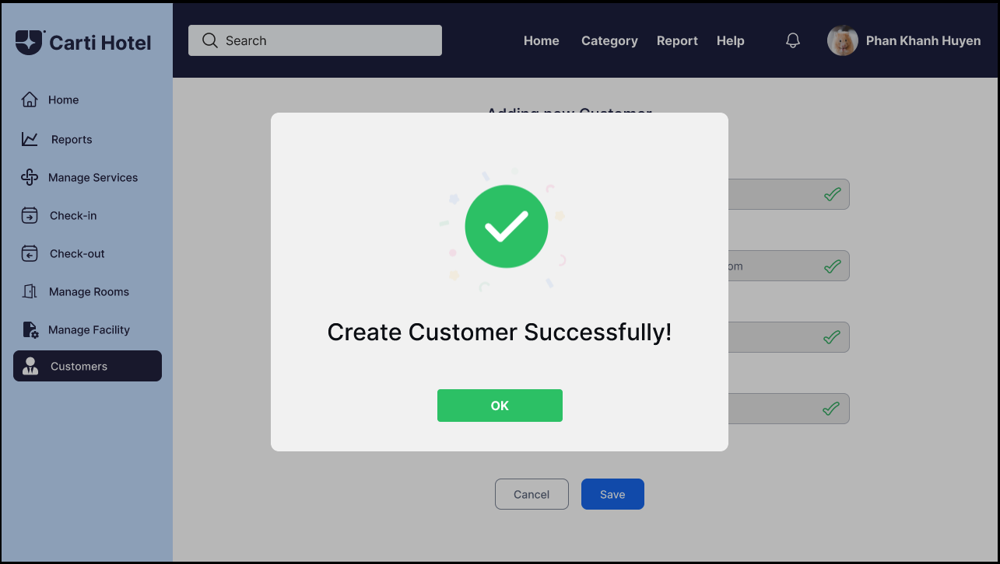 Carti Hotel
Search
Home
Category
Report
Help
Phan Khanh Huyen
Home
Reports
Manage Services
Check-in
Check-out
Manage Rooms
Manage Facility
Customers
Adding new Customer
om
Create Customer Successfully!
OK
Cancel
Save